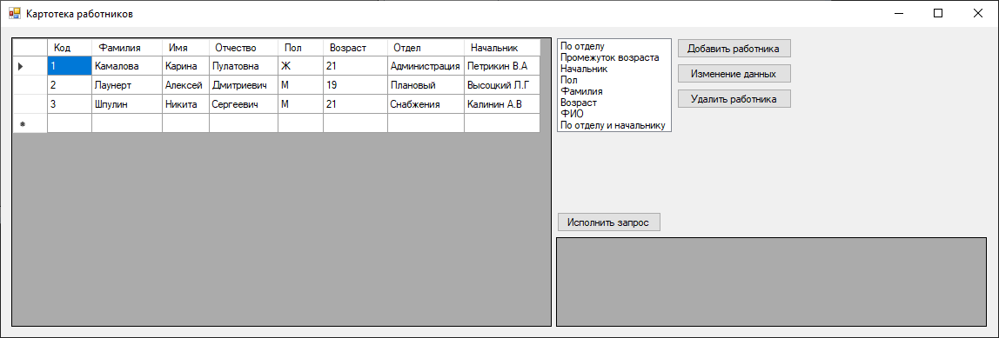 Картотека работников
Код Фамилия Имя Отчество Пол Возраст Отдел Начальник
1 Камалова Карина Пулатовна Ж 21 Администрация Петрикин В.А
2 Лаунерт Алексей Дмитриевич М 19 Плановый Высоцкий Л.Г
3 Шпулин Никита Сергеевич М 21 Снабжения Калинин А.В
По отделу
Промежуток возраста
Начальник
Пол
Фамилия
Возраст
ФИО
По отделу и начальнику
Добавить работника
Изменение данных
Удалить работника
Исполнить запрос